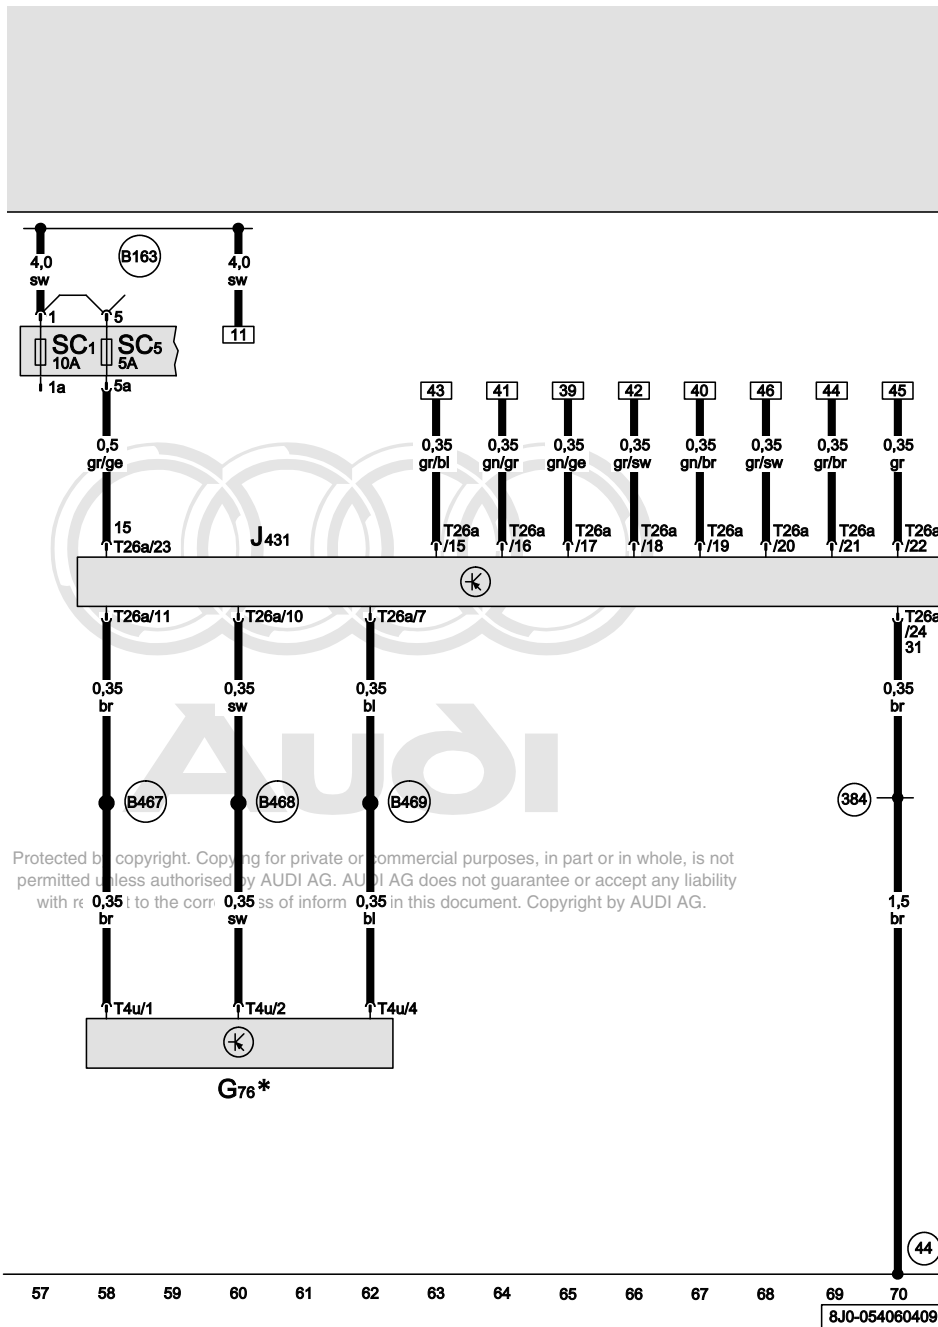 B163
4,0
sw
4,0
sw
1
5
11
SC1
10A
SC5
5A
1a
5a
43
41
39
42
40
46
44
45
0,5
gr/ge
0,35
gr/bl
0,35
gn/gr
0,35
gn/ge
0,35
gr/sw
0,35
gn/br
0,35
gr/sw
0,35
gr/br
0,35
gr
15
T26a/23
J431
T26a
/15
T26a
/16
T26a
/17
T26a
/18
T26a
/19
T26a
/20
T26a
/21
T26a
/22
T26a/11
T26a/10
T26a/7
T26a
/24
31
0,35
br
0,35
sw
0,35
bl
0,35
br
Audi
B467
B468
B469
384
Protected by copyright. Copying for private or commercial purposes, in part or in whole, is not
permitted unless authorised by AUDI AG. AUDI AG does not guarantee or accept any liability
with respect to the correctness of information in this document. Copyright by AUDI AG.
0,35
br
0,35
sw
0,35
bl
1,5
br
T4u/1
T4u/2
T4u/4
G76*
44
57 58 59 60 61 62 63 64 65 66 67 68 69 70
8J0-054060409